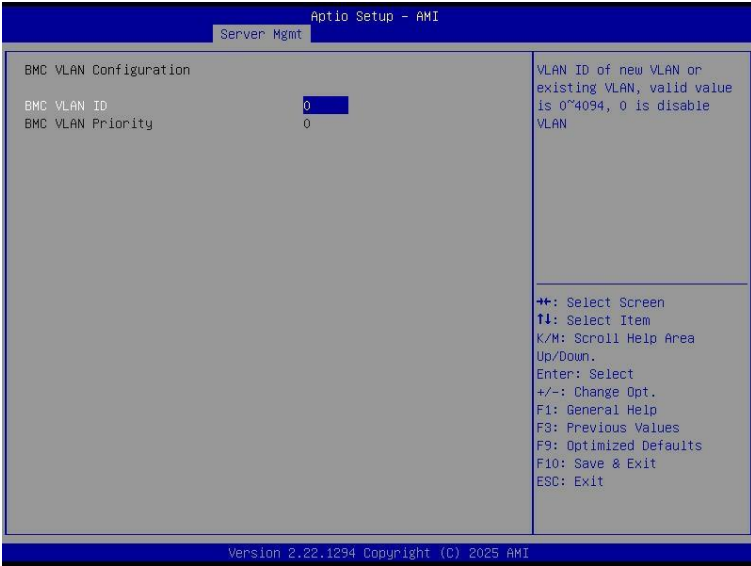 Aptio Setup - AMI
Server Mgmt
BMC VLAN Configuration
BMC VLAN ID 0
BMC VLAN Priority 0
VLAN ID of new VLAN or
existing VLAN, valid value
is 0~4094, 0 is disable
VLAN
→←: Select Screen
↑↓: Select Item
K/M: Scroll Help Area
Up/Down.
Enter: Select
+/-: Change Opt.
F1: General Help
F3: Previous Values
F9: Optimized Defaults
F10: Save & Exit
ESC: Exit
Version 2.22.1294 Copyright (C) 2025 AMI